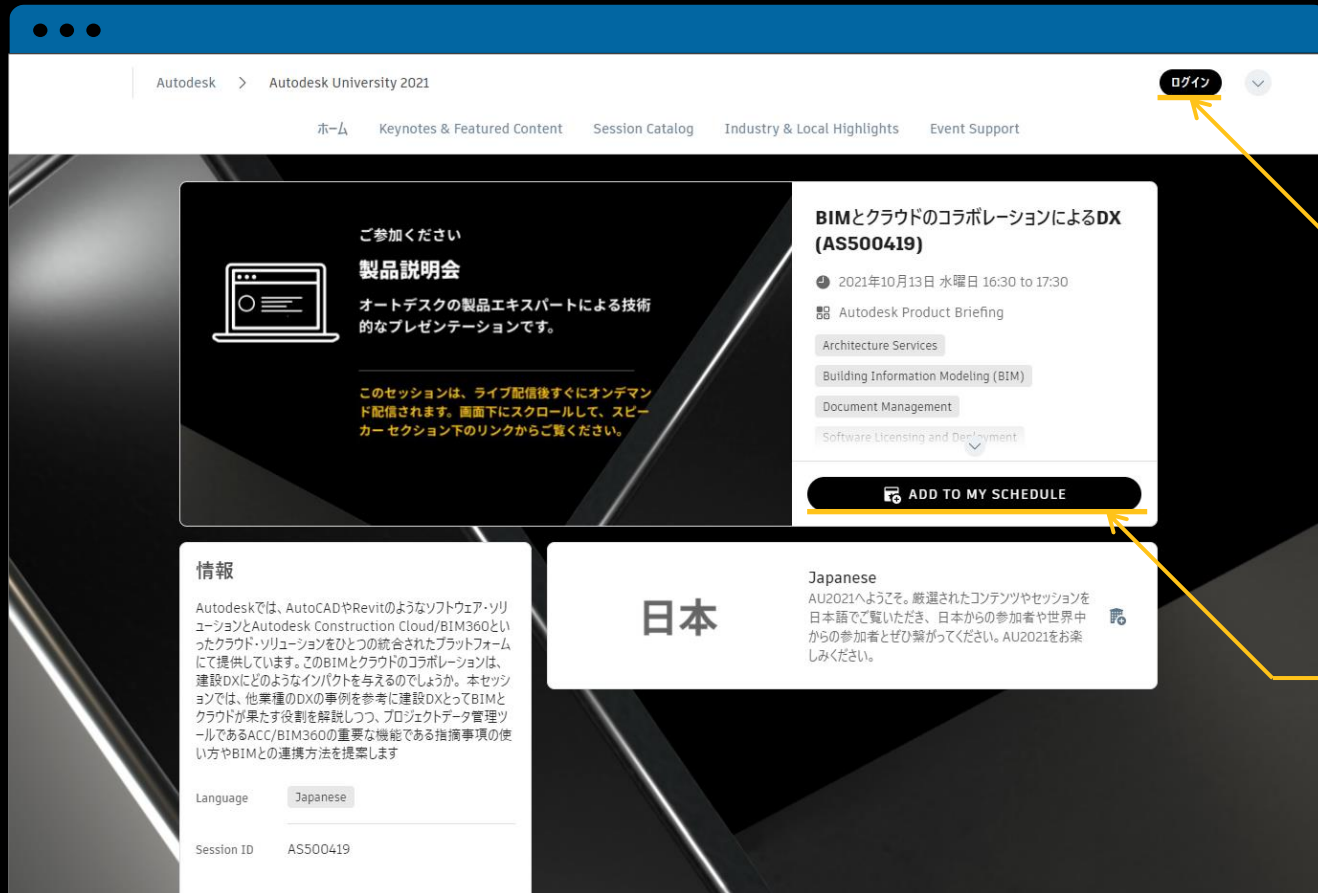 Autodesk > Autodesk University 2021
ログイン
ホーム Keynotes & Featured Content Session Catalog Industry & Local Highlights Event Support
ご参加ください
製品説明会
オートデスクの製品エキスパートによる技術
的なプレゼンテーションです。
このセッションは、ライブ配信後すぐにオンデマン
ド配信されます。画面下にスクロールして、スピー
カー セクション下のリンクからご覧ください。
BIMとクラウドのコラボレーションによるDX
(AS500419)
2021年10月13日 水曜日 16:30 to 17:30
Autodesk Product Briefing
Architecture Services
Building Information Modeling (BIM)
Document Management
Software Licensing and Deployment
ADD TO MY SCHEDULE
情報
Autodeskでは、AutoCADやRevitのようなソフトウェア・ソリ
ューションとAutodesk Construction Cloud/BIM360とい
ったクラウド・ソリューションをひとつの統合されたプラットフォーム
にて提供しています。このBIMとクラウドのコラボレーションは、
建設DXにどのようなインパクトを与えるのでしょうか。本セッシ
ョンでは、他業種のDXの事例を参考に建設DXとってBIMと
クラウドが果たす役割を解説しつつ、プロジェクトデータ管理ツ
ールであるACC/BIM360の重要な機能である指摘事項の使
い方やBIMとの連携方法を提案します
Language Japanese
Session ID AS500419
日本
Japanese
AU2021へようこそ。厳選されたコンテンツやセッションを
日本語でご覧いただき、日本からの参加者や世界中
からの参加者とぜひ繋がってください。AU2021をお楽
しみください。